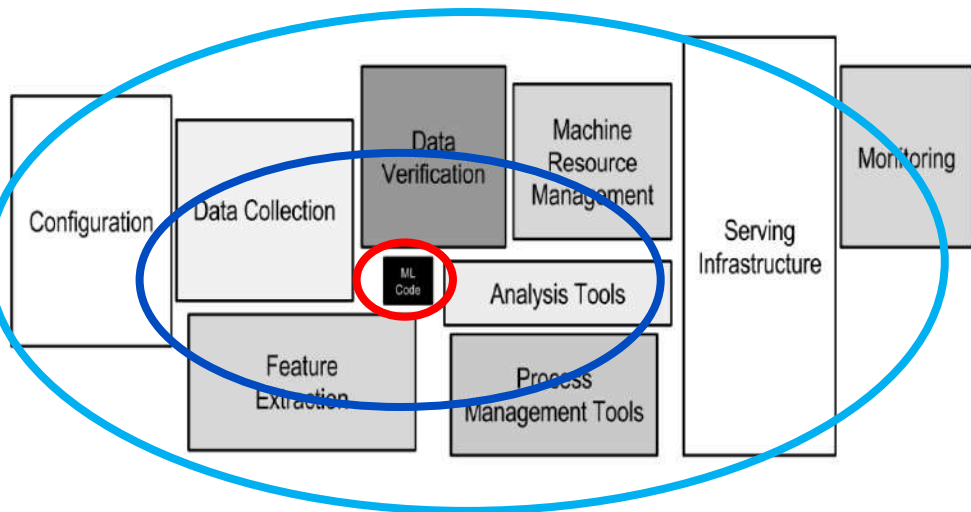 Configuration
Data Collection
Data
Verification
Machine
Resource
Management
Monitoring
Serving
Infrastructure
ML
Code
Analysis Tools
Feature
Extraction
Process
Management Tools